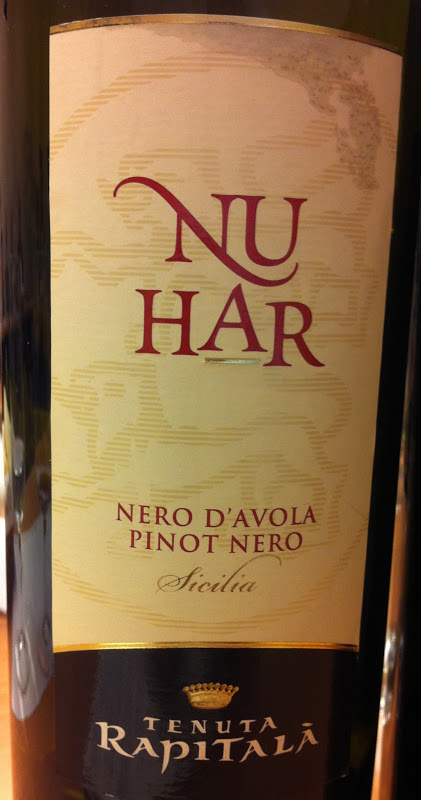 NU
HAR
NERO D'AVOLA
PINOT NERO
Sicilia
TENUTA
RAPITALÀ